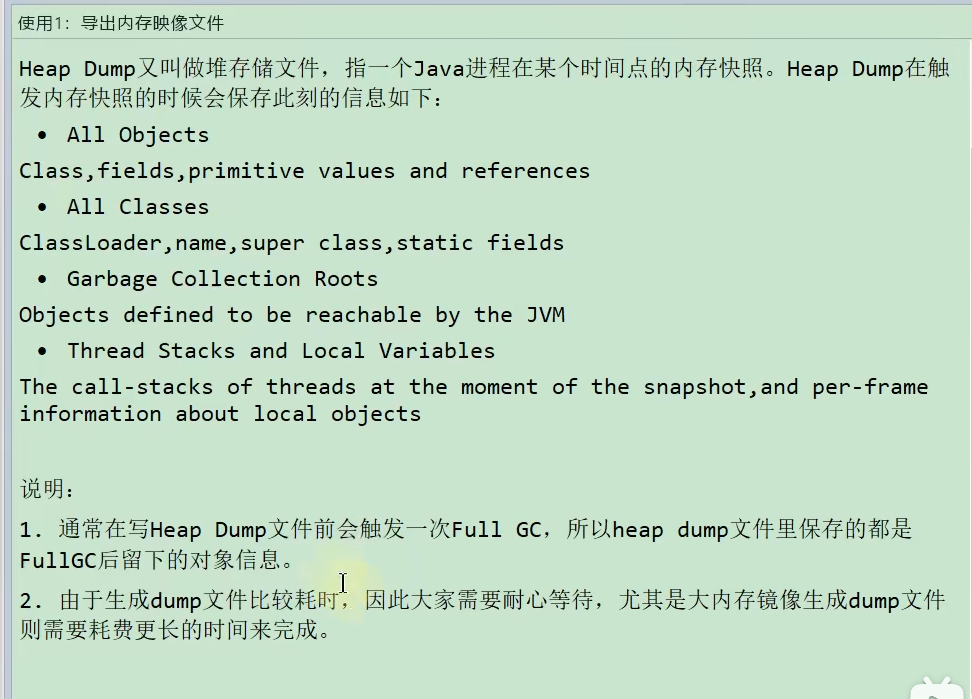 使用1：导出内存映像文件
Heap Dump又叫做堆存储文件，指一个Java进程在某个时间点的内存快照。Heap Dump在触
发内存快照的时候会保存此刻的信息如下：
• All Objects
Class,fields,primitive values and references
• All Classes
ClassLoader,name,super class,static fields
• Garbage Collection Roots
Objects defined to be reachable by the JVM
• Thread Stacks and Local Variables
The call-stacks of threads at the moment of the snapshot,and per-frame
information about local objects
说明：
1. 通常在写Heap Dump文件前会触发一次Full GC，所以heap dump文件里保存的都是
FullGC后留下的对象信息。
2. 由于生成dump文件比较耗时，因此大家需要耐心等待，尤其是大内存镜像生成dump文件
则需要耗费更长的时间来完成。